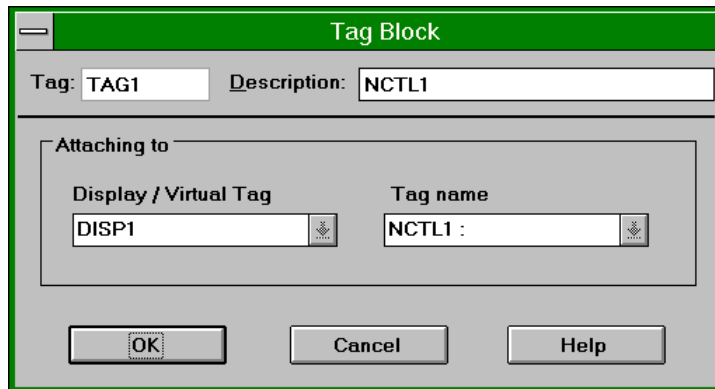 Tag Block
Tag: TAG1 Description: NCTL1
Attaching to
Display / Virtual Tag Tag name
DISP1 NCTL1 :
OK Cancel Help